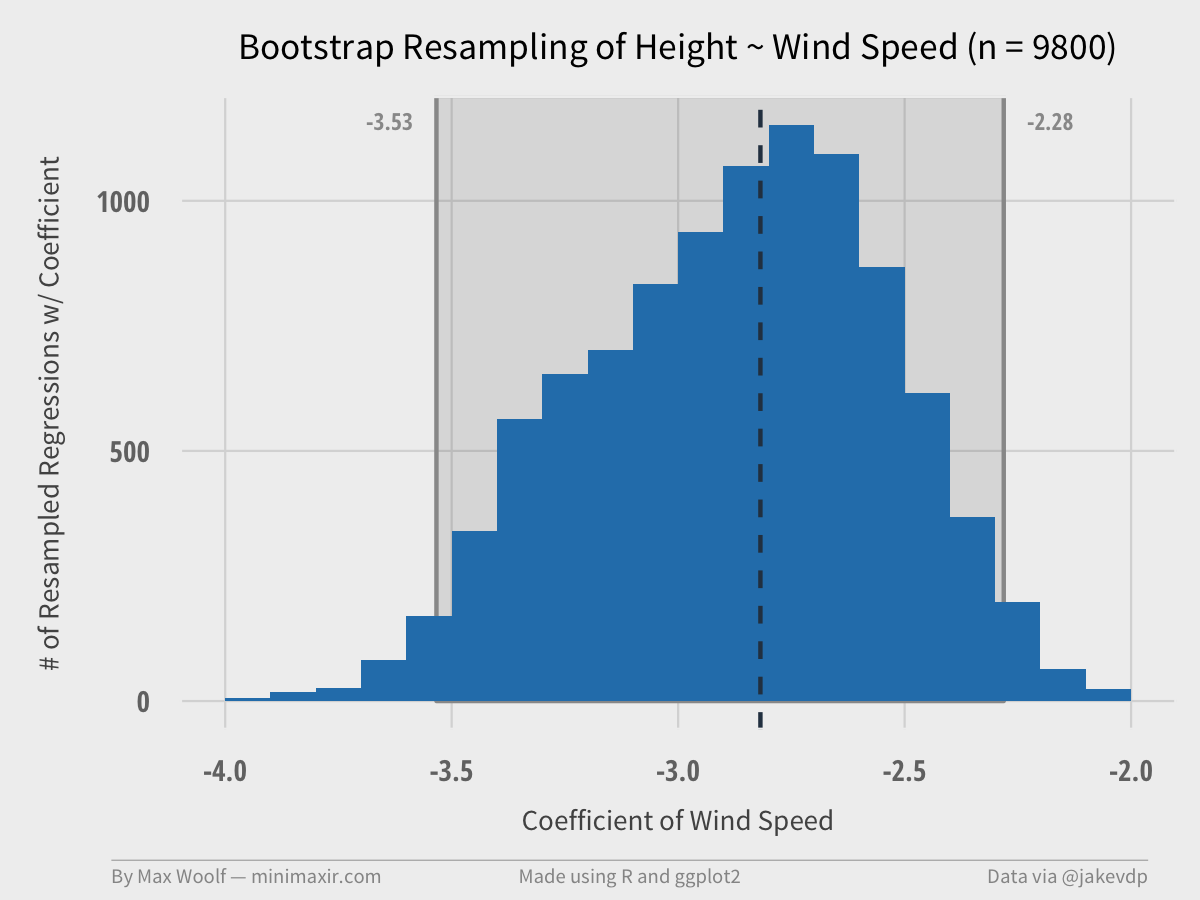 Bootstrap Resampling of Height ~ Wind Speed (n = 9800)
-3.53
-2.28
# of Resampled Regressions w/ Coefficient
1000
500
0
-4.0
-3.5
-3.0
-2.5
-2.0
Coefficient of Wind Speed
By Max Woolf — minimaxir.com
Made using R and ggplot2
Data via @jakevdp